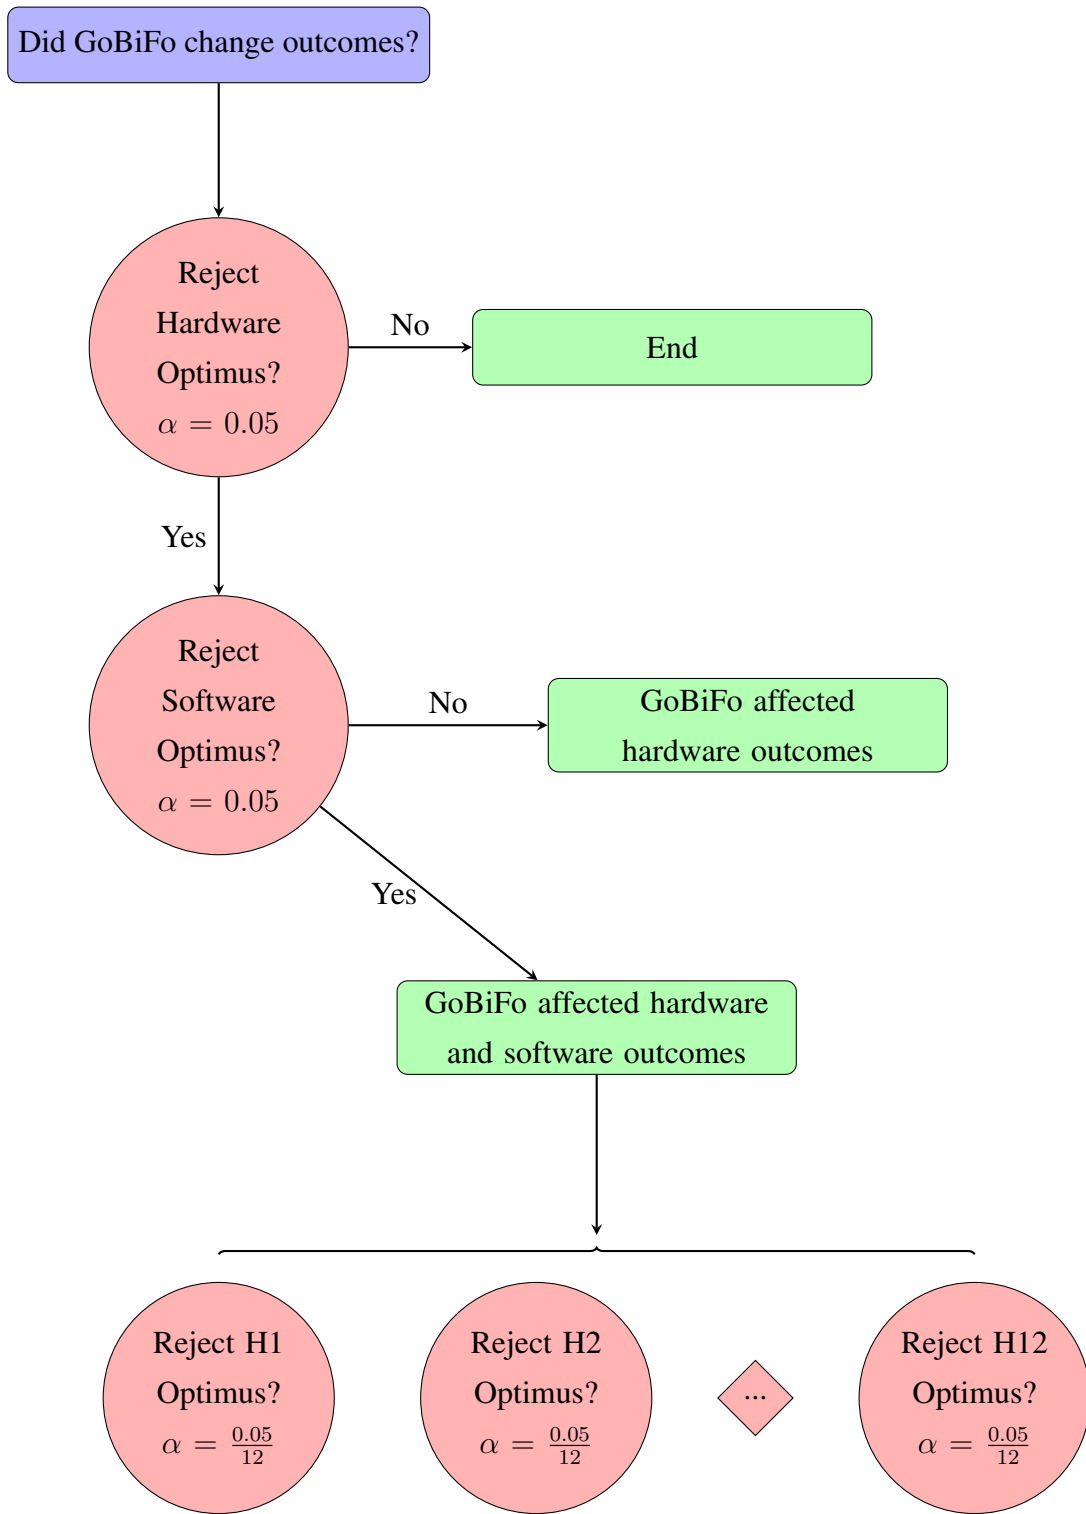 Did GoBiFo change outcomes?
Reject
Hardware
Optimus?
α = 0.05
No
End
Yes
Reject
Software
Optimus?
α = 0.05
No
GoBiFo affected
hardware outcomes
Yes
GoBiFo affected hardware
and software outcomes
Reject H1
Optimus?
α = 0.05/12
Reject H2
Optimus?
α = 0.05/12
...
Reject H12
Optimus?
α = 0.05/12